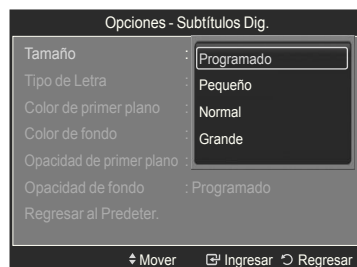 Opciones - Subtítulos Dig.
Tamaño :
Programado
Pequeño
Normal
Grande
Tipo de Letra :
Color de primer plano :
Color de fondo :
Opacidad de primer plano :
Opacidad de fondo : Programado
Regresar al Predeter.
Mover Ingresar Regresar